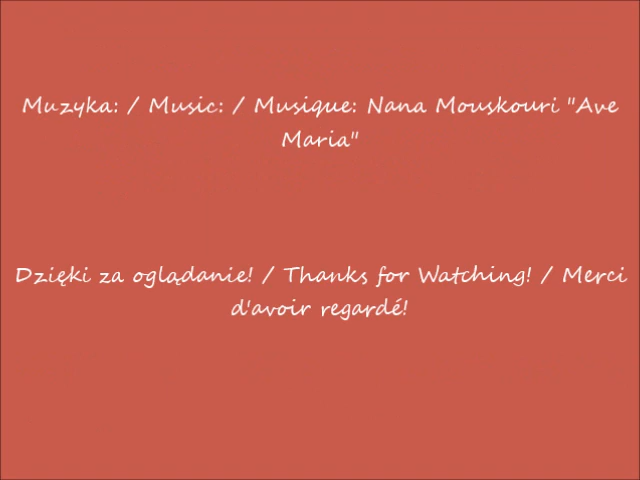 Muzyka: / Music: / Musique: Nana Mouskouri "Ave
Maria"
Dzięki za oglądanie! / Thanks for Watching! / Merci
d'avoir regardé!